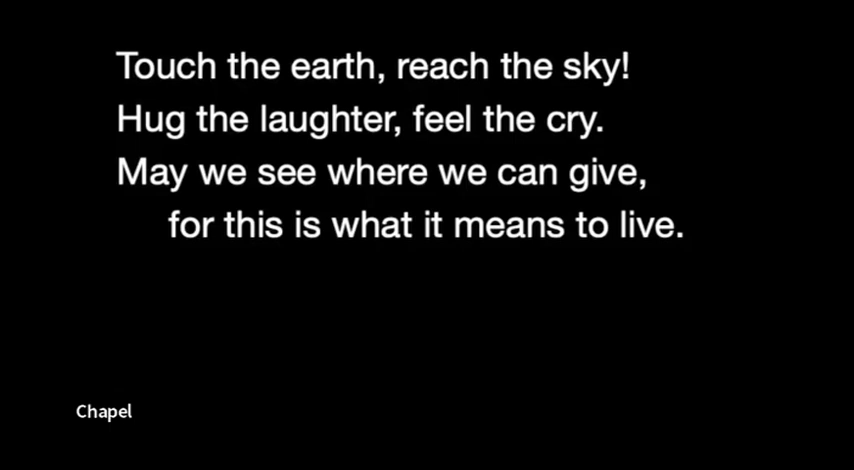 Touch the earth, reach the sky!
Hug the laughter, feel the cry.
May we see where we can give,
for this is what it means to live.
Chapel